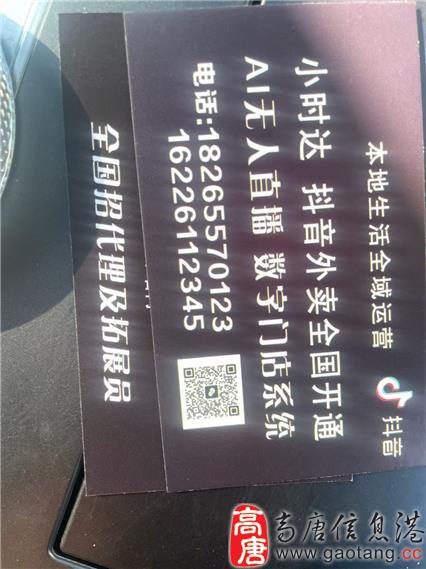 抖音
本地生活全域运营
小时达 抖音外卖全国开通
AI无人直播 数字门店系统
电话:18265570123
16226112345
全国招代理及拓展员
高唐
高唐信息港
www.gaotang.cc